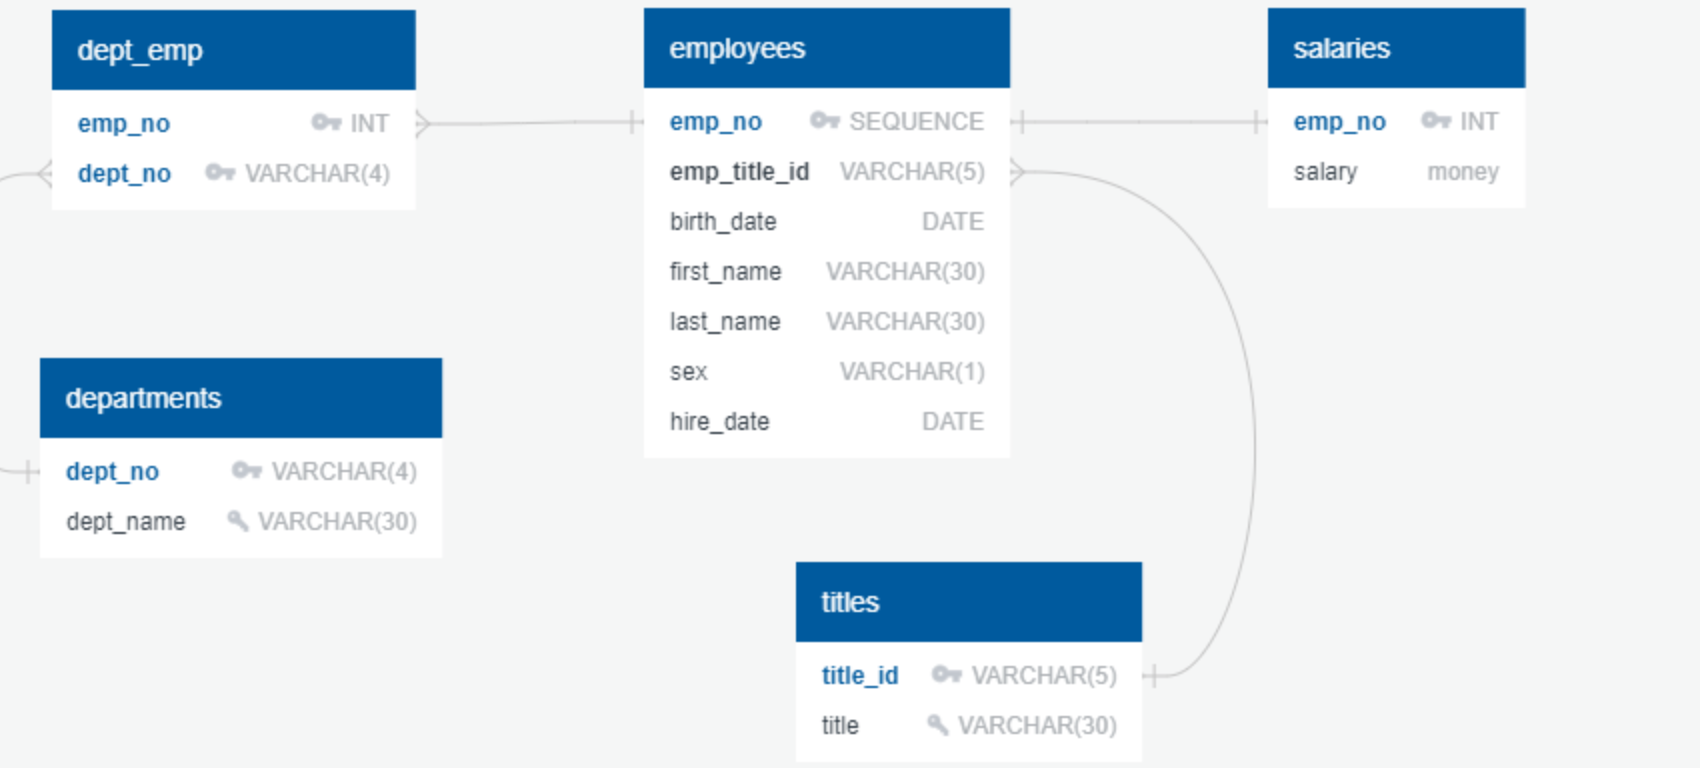 dept_emp
emp_no INT
dept_no VARCHAR(4)
employees
emp_no SEQUENCE
emp_title_id VARCHAR(5)
birth_date DATE
first_name VARCHAR(30)
last_name VARCHAR(30)
sex VARCHAR(1)
hire_date DATE
salaries
emp_no INT
salary money
departments
dept_no VARCHAR(4)
dept_name VARCHAR(30)
titles
title_id VARCHAR(5)
title VARCHAR(30)